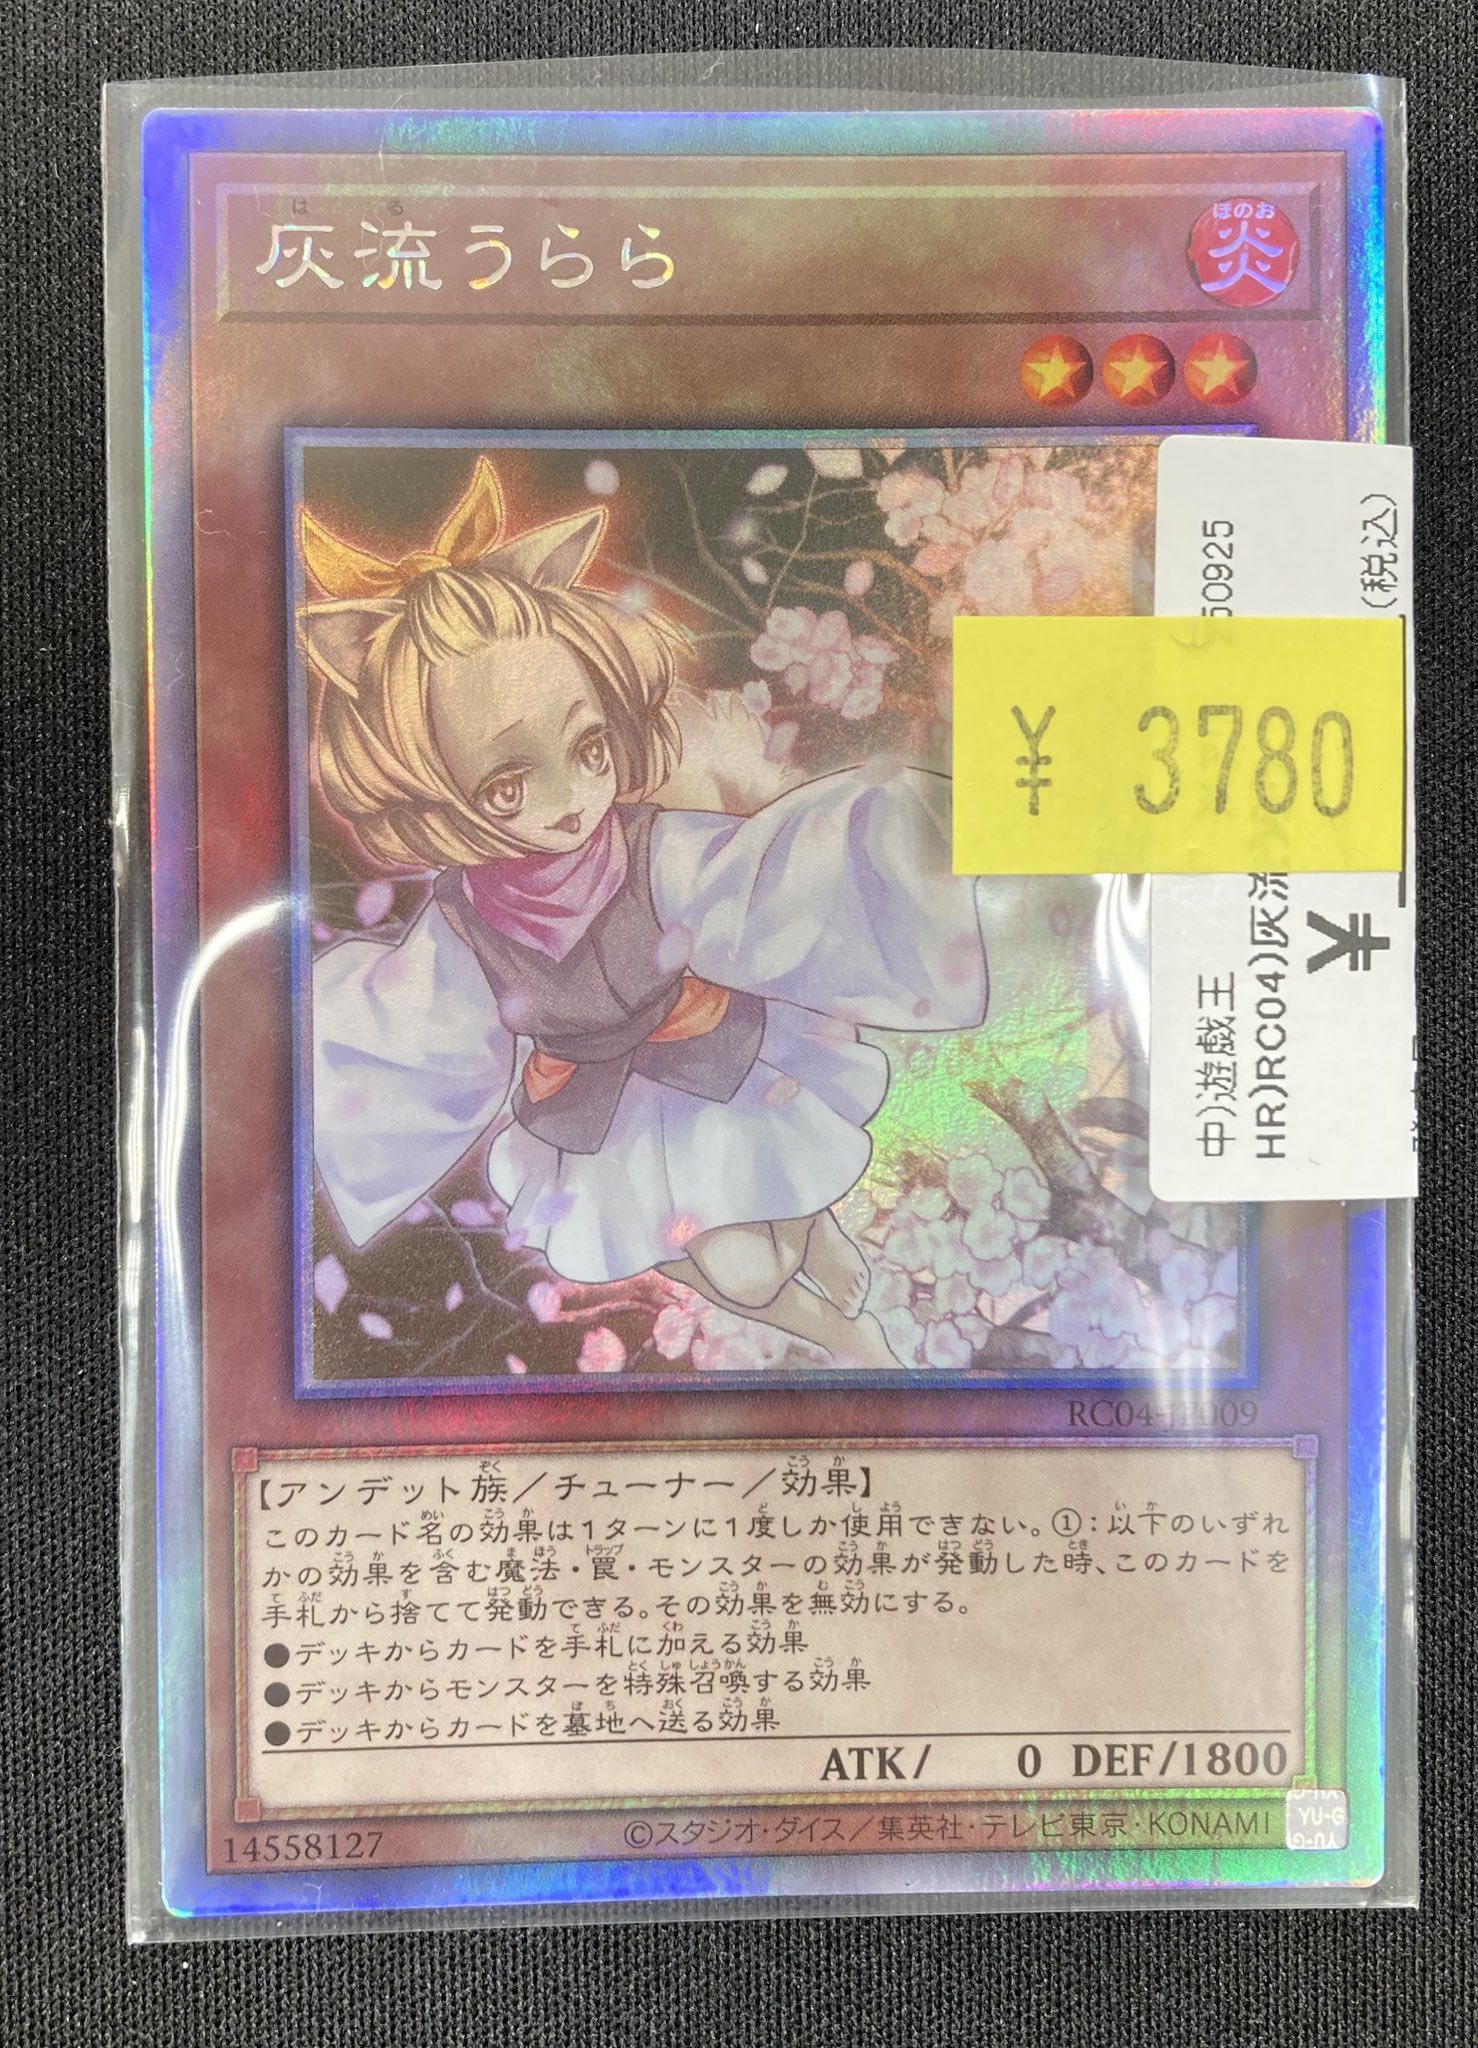 灰流うらら
はる
炎
ほのお
50925
(税込)
¥ 3780
中)遊戯王
HR)RC04)灰流
¥
RC04-JP009
【アンデット族／チューナー／効果】
このカード名の効果は１ターンに１度しか使用できない。①：以下のいずれ
かの効果を含む魔法・罠・モンスターの効果が発動した時、このカードを
手札から捨てて発動できる。その効果を無効にする。
●デッキからカードを手札に加える効果
●デッキからモンスターを特殊召喚する効果
●デッキからカードを墓地へ送る効果
ATK/ 0 DEF/1800
14558127
©スタジオ・ダイス／集英社・テレビ東京・KONAMI